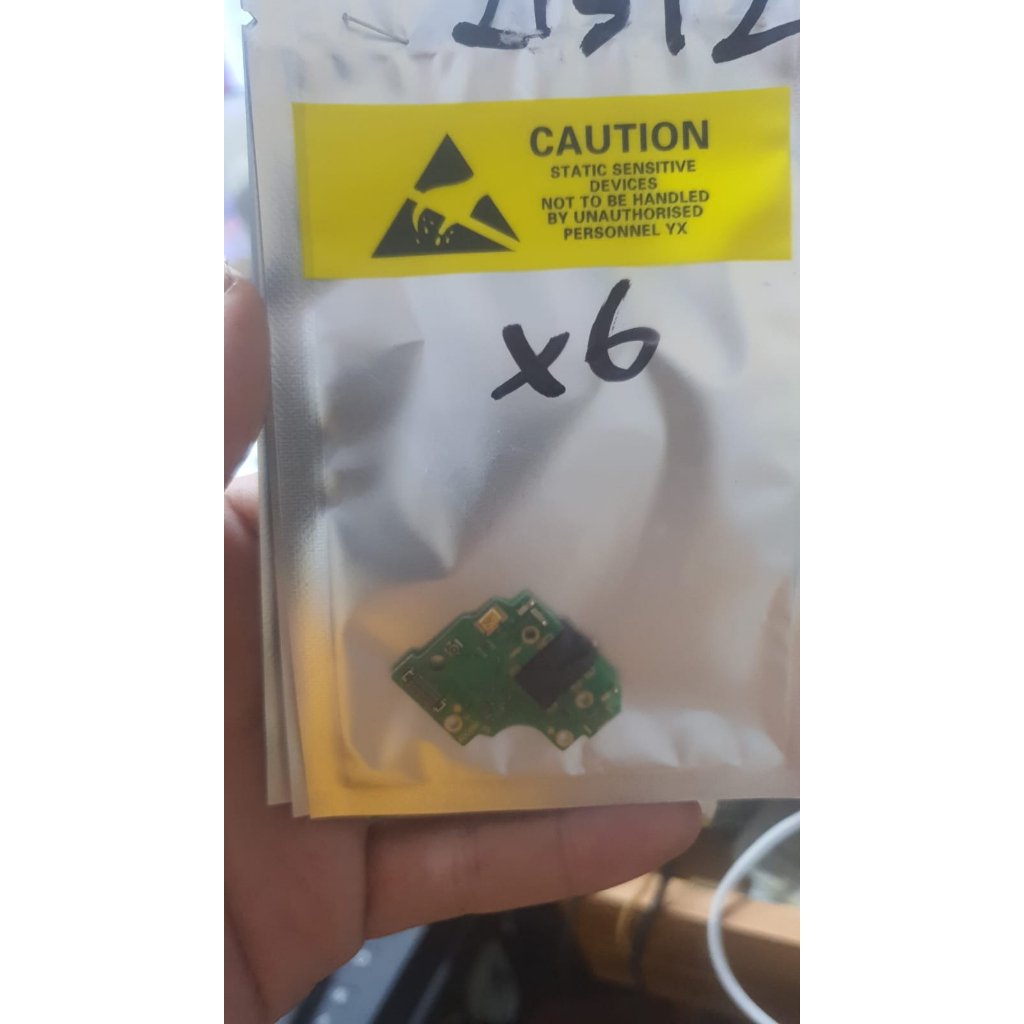 CAUTION
STATIC SENSITIVE
DEVICES
NOT TO BE HANDLED
BY UNAUTHORISED
PERSONNEL YX
x6